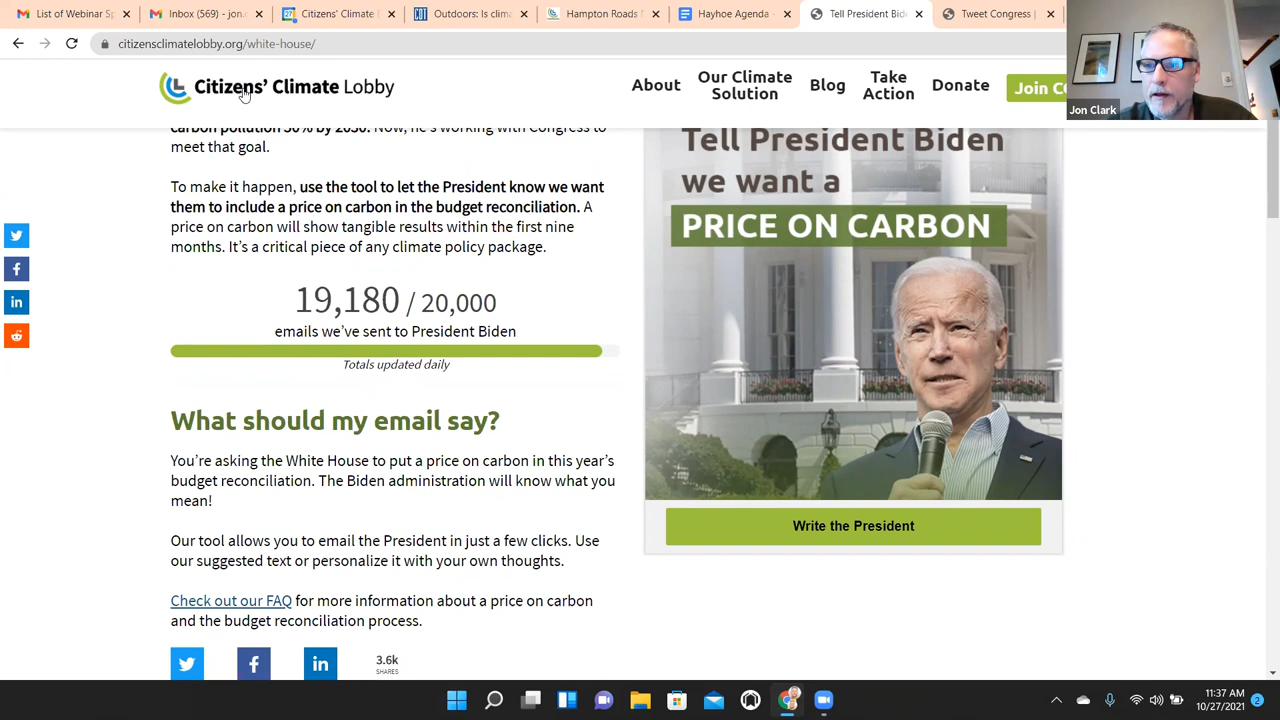 List of Webinar Sp
Inbox (569) - jon.c
Citizens' Climate L
Outdoors: Is clima
Hampton Roads M
Haykoe Agenda -
Tell President Bid
Tweet Congress |
citizensclimatelobby.org/white-house/
Citizens' Climate Lobby
About
Our Climate Solution
Blog
Take Action
Donate
Join C
Jon Clark
carbon pollution 50% by 2030. Now, he's working with Congress to
meet that goal.
To make it happen, use the tool to let the President know we want
them to include a price on carbon in the budget reconciliation. A
price on carbon will show tangible results within the first nine
months. It's a critical piece of any climate policy package.
19,180 / 20,000
emails we've sent to President Biden
Totals updated daily
What should my email say?
You're asking the White House to put a price on carbon in this year's
budget reconciliation. The Biden administration will know what you
mean!
Our tool allows you to email the President in just a few clicks. Use
our suggested text or personalize it with your own thoughts.
Check out our FAQ for more information about a price on carbon
and the budget reconciliation process.
3.6k
SHARES
Tell President Biden
we want a
PRICE ON CARBON
Write the President
11:37 AM
10/27/2021
2